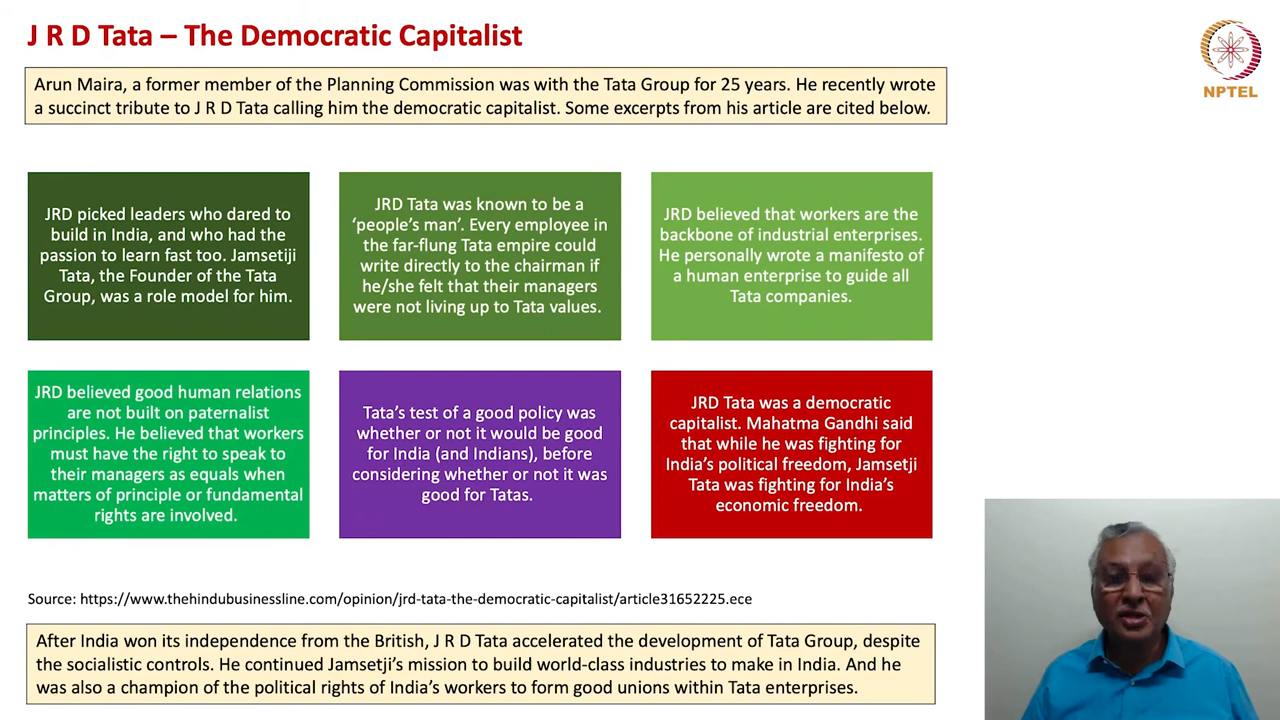 J R D Tata – The Democratic Capitalist
NPTEL
Arun Maira, a former member of the Planning Commission was with the Tata Group for 25 years. He recently wrote
a succinct tribute to J R D Tata calling him the democratic capitalist. Some excerpts from his article are cited below.
JRD picked leaders who dared to
build in India, and who had the
passion to learn fast too. Jamsetiji
Tata, the Founder of the Tata
Group, was a role model for him.
JRD Tata was known to be a
‘people’s man’. Every employee in
the far-flung Tata empire could
write directly to the chairman if
he/she felt that their managers
were not living up to Tata values.
JRD believed that workers are the
backbone of industrial enterprises.
He personally wrote a manifesto of
a human enterprise to guide all
Tata companies.
JRD believed good human relations
are not built on paternalist
principles. He believed that workers
must have the right to speak to
their managers as equals when
matters of principle or fundamental
rights are involved.
Tata’s test of a good policy was
whether or not it would be good
for India (and Indians), before
considering whether or not it was
good for Tatas.
JRD Tata was a democratic
capitalist. Mahatma Gandhi said
that while he was fighting for
India’s political freedom, Jamsetji
Tata was fighting for India’s
economic freedom.
Source: https://www.thehindubusinessline.com/opinion/jrd-tata-the-democratic-capitalist/article31652225.ece
After India won its independence from the British, J R D Tata accelerated the development of Tata Group, despite
the socialistic controls. He continued Jamsetji’s mission to build world-class industries to make in India. And he
was also a champion of the political rights of India’s workers to form good unions within Tata enterprises.